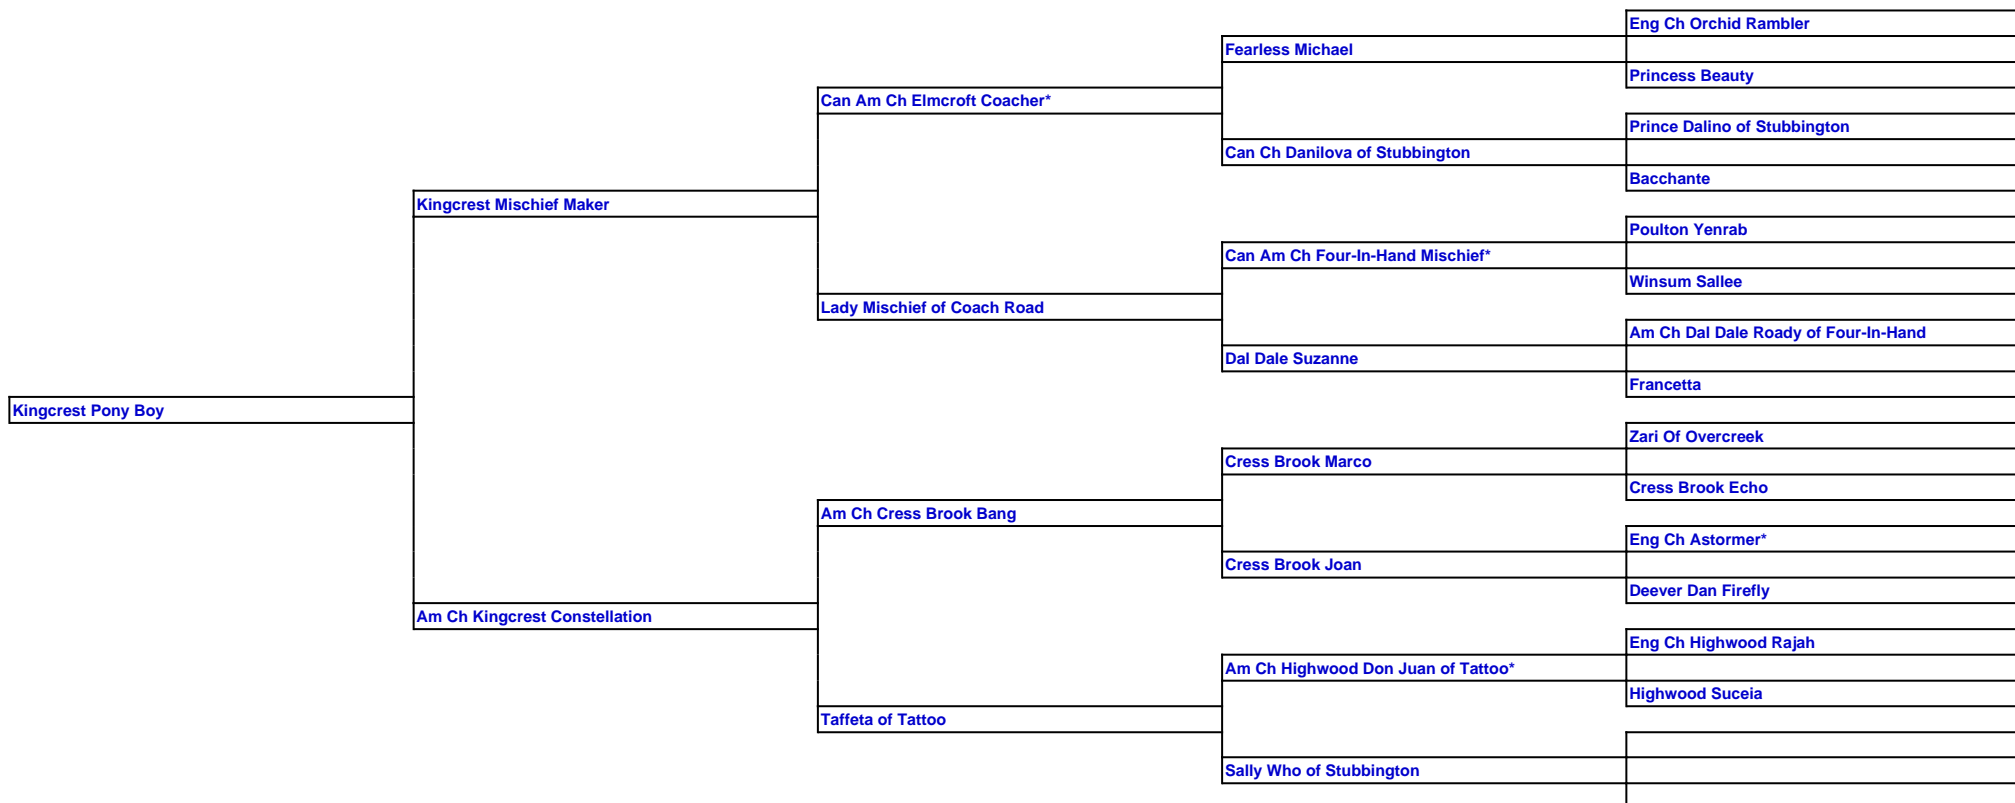 Eng Ch Orchid Rambler
Fearless Michael
Princess Beauty
Can Am Ch Elmcroft Coacher*
Prince Dalino of Stubbington
Can Ch Danilova of Stubbington
Bacchante
Kingcrest Mischief Maker
Poulton Yenrab
Can Am Ch Four-In-Hand Mischief*
Winsum Sallee
Lady Mischief of Coach Road
Am Ch Dal Dale Roady of Four-In-Hand
Dal Dale Suzanne
Francetta
Kingcrest Pony Boy
Zari Of Overcreek
Cress Brook Marco
Cress Brook Echo
Am Ch Cress Brook Bang
Eng Ch Astormer*
Cress Brook Joan
Deever Dan Firefly
Am Ch Kingcrest Constellation
Eng Ch Highwood Rajah
Am Ch Highwood Don Juan of Tattoo*
Highwood Suceia
Taffeta of Tattoo
Sally Who of Stubbington